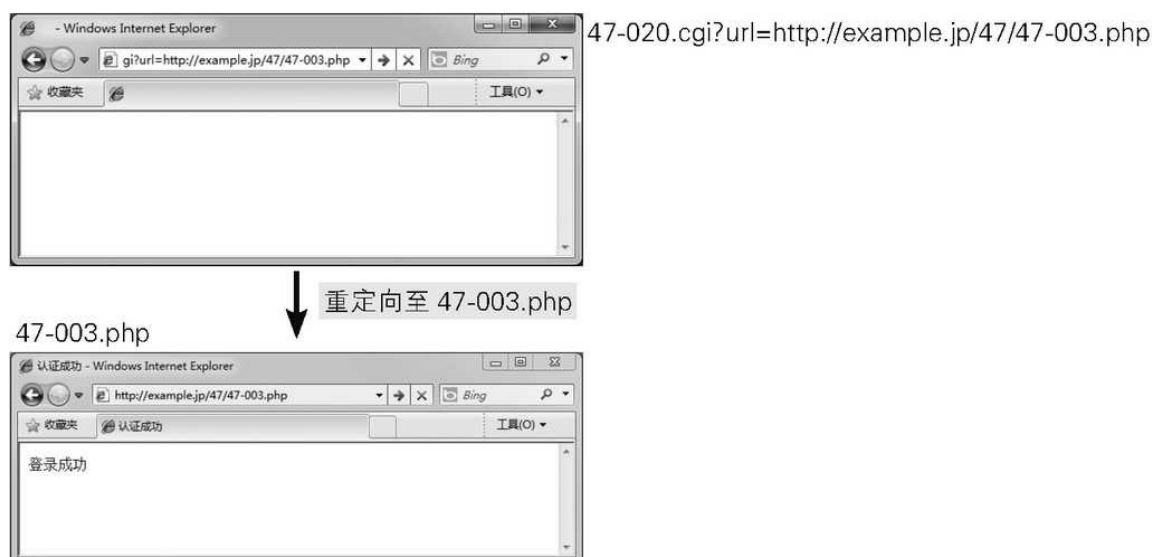 - Windows Internet Explorer
47-020.cgi?url=http://example.jp/47/47-003.php
gi?url=http://example.jp/47/47-003.php
Bing
收藏夹
工具(O)
重定向至 47-003.php
47-003.php
认证成功 - Windows Internet Explorer
http://example.jp/47/47-003.php
Bing
收藏夹
认证成功
工具(O)
登录成功